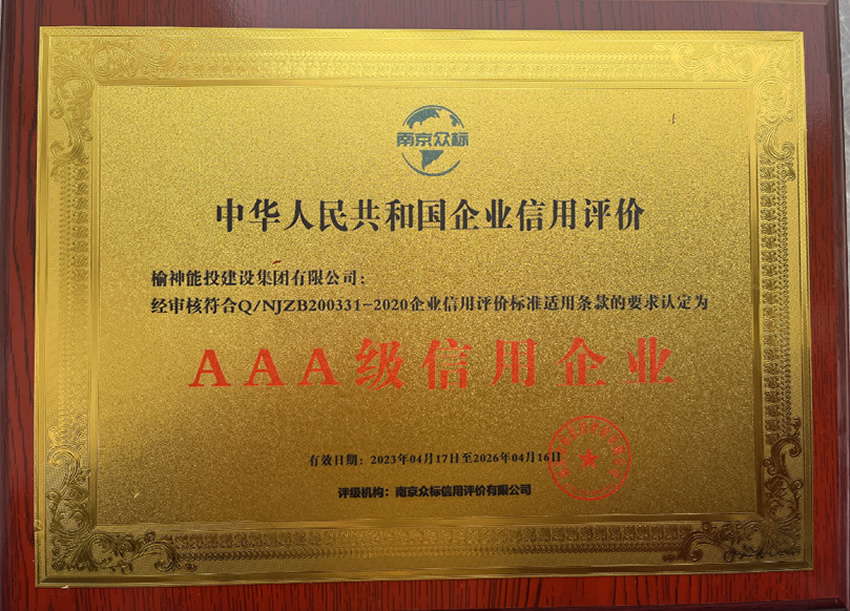 南京众标
中华人民共和国企业信用评价
榆神能投建设集团有限公司：
经审核符合Q/NJZB200331-2020企业信用评价标准适用条款的要求认定为
AAA级信用企业
有效日期：2023年04月17日至2026年04月16日
评级机构：南京众标信用评价有限公司